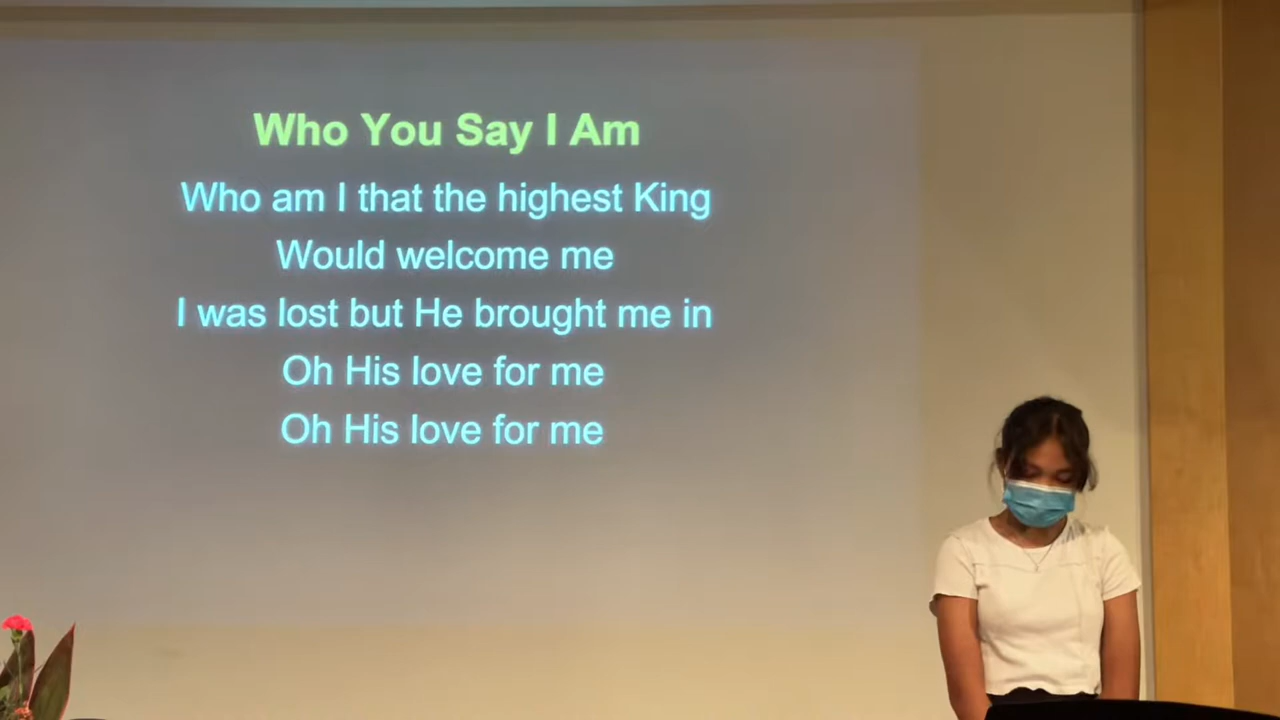 Who You Say I Am
Who am I that the highest King
Would welcome me
I was lost but He brought me in
Oh His love for me
Oh His love for me